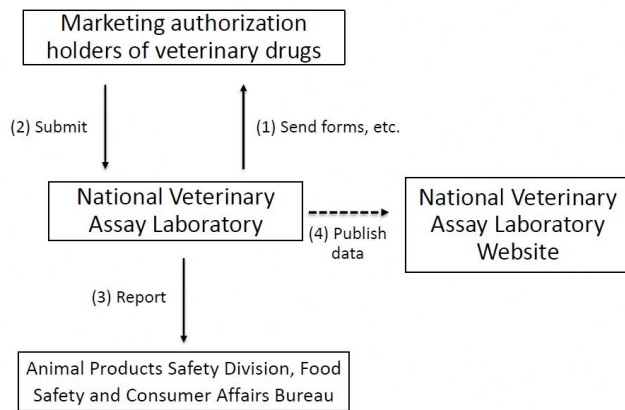 Marketing authorization
holders of veterinary drugs
(2) Submit
(1) Send forms, etc.
National Veterinary
Assay Laboratory
(4) Publish
data
National Veterinary
Assay Laboratory
Website
(3) Report
Animal Products Safety Division, Food
Safety and Consumer Affairs Bureau